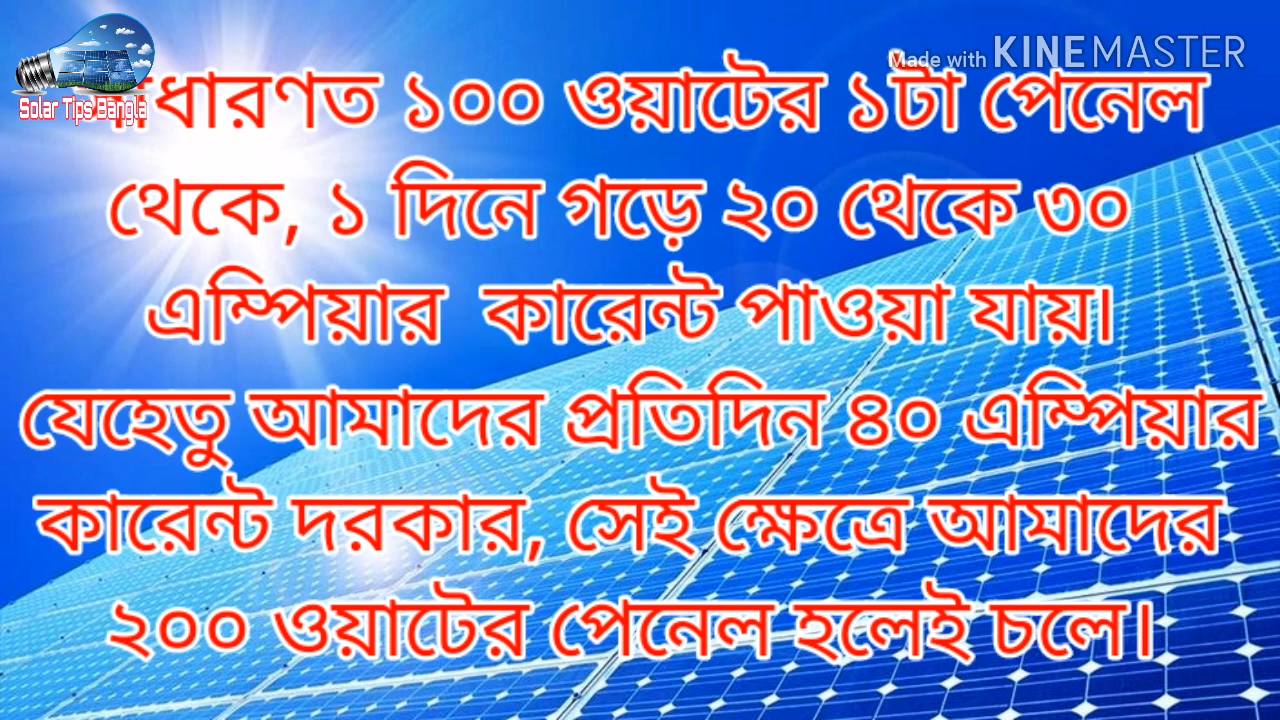 Made with KINEMASTER
Solar Tips Bangla
সাধারণত ১০০ ওয়াটের ১টা পেনেল
থেকে, ১ দিনে গড়ে ২০ থেকে ৩০
এম্পিয়ার কারেন্ট পাওয়া যায়।
যেহেতু আমাদের প্রতিদিন ৪০ এম্পিয়ার
কারেন্ট দরকার, সেই ক্ষেত্রে আমাদের
২০০ ওয়াটের পেনেল হলেই চলে।